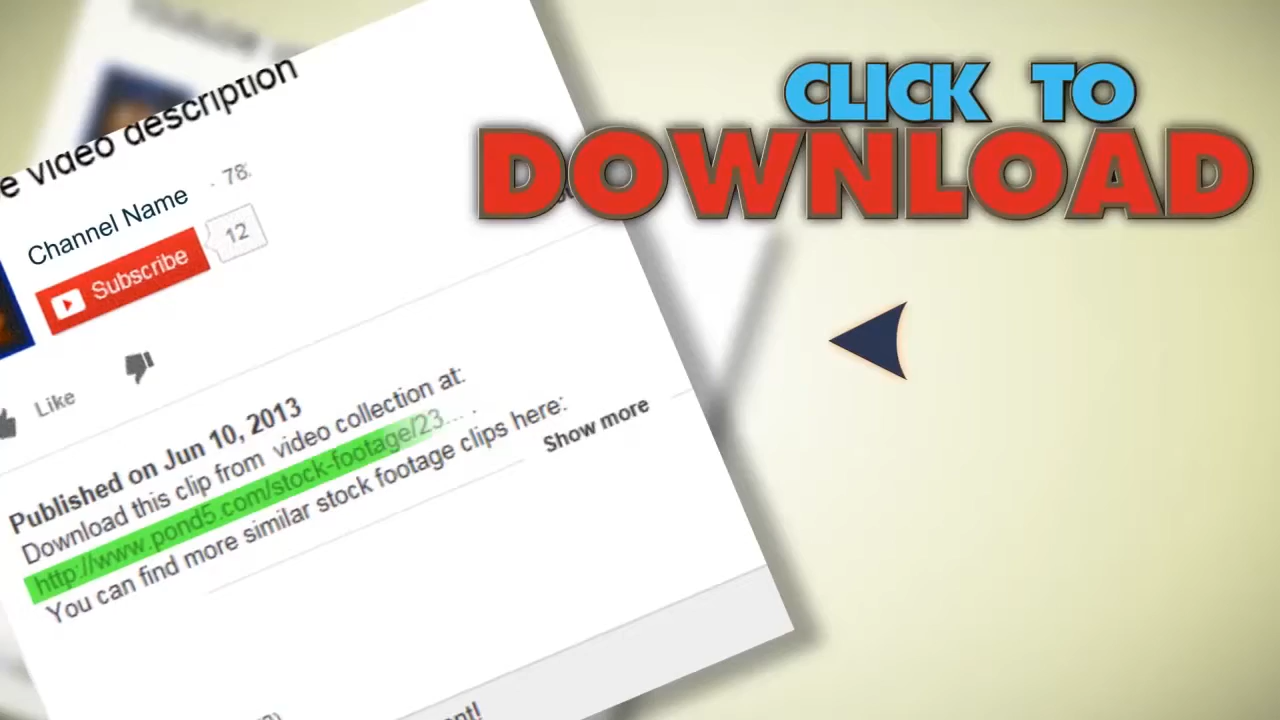 CLICK TO
DOWNLOAD
e video description
Channel Name
78
Subscribe
12
Like
Published on Jun 10, 2013
Download this clip from video collection at:
http://www.pond5.com/stock-footage/23...
You can find more similar stock footage clips here:
Show more